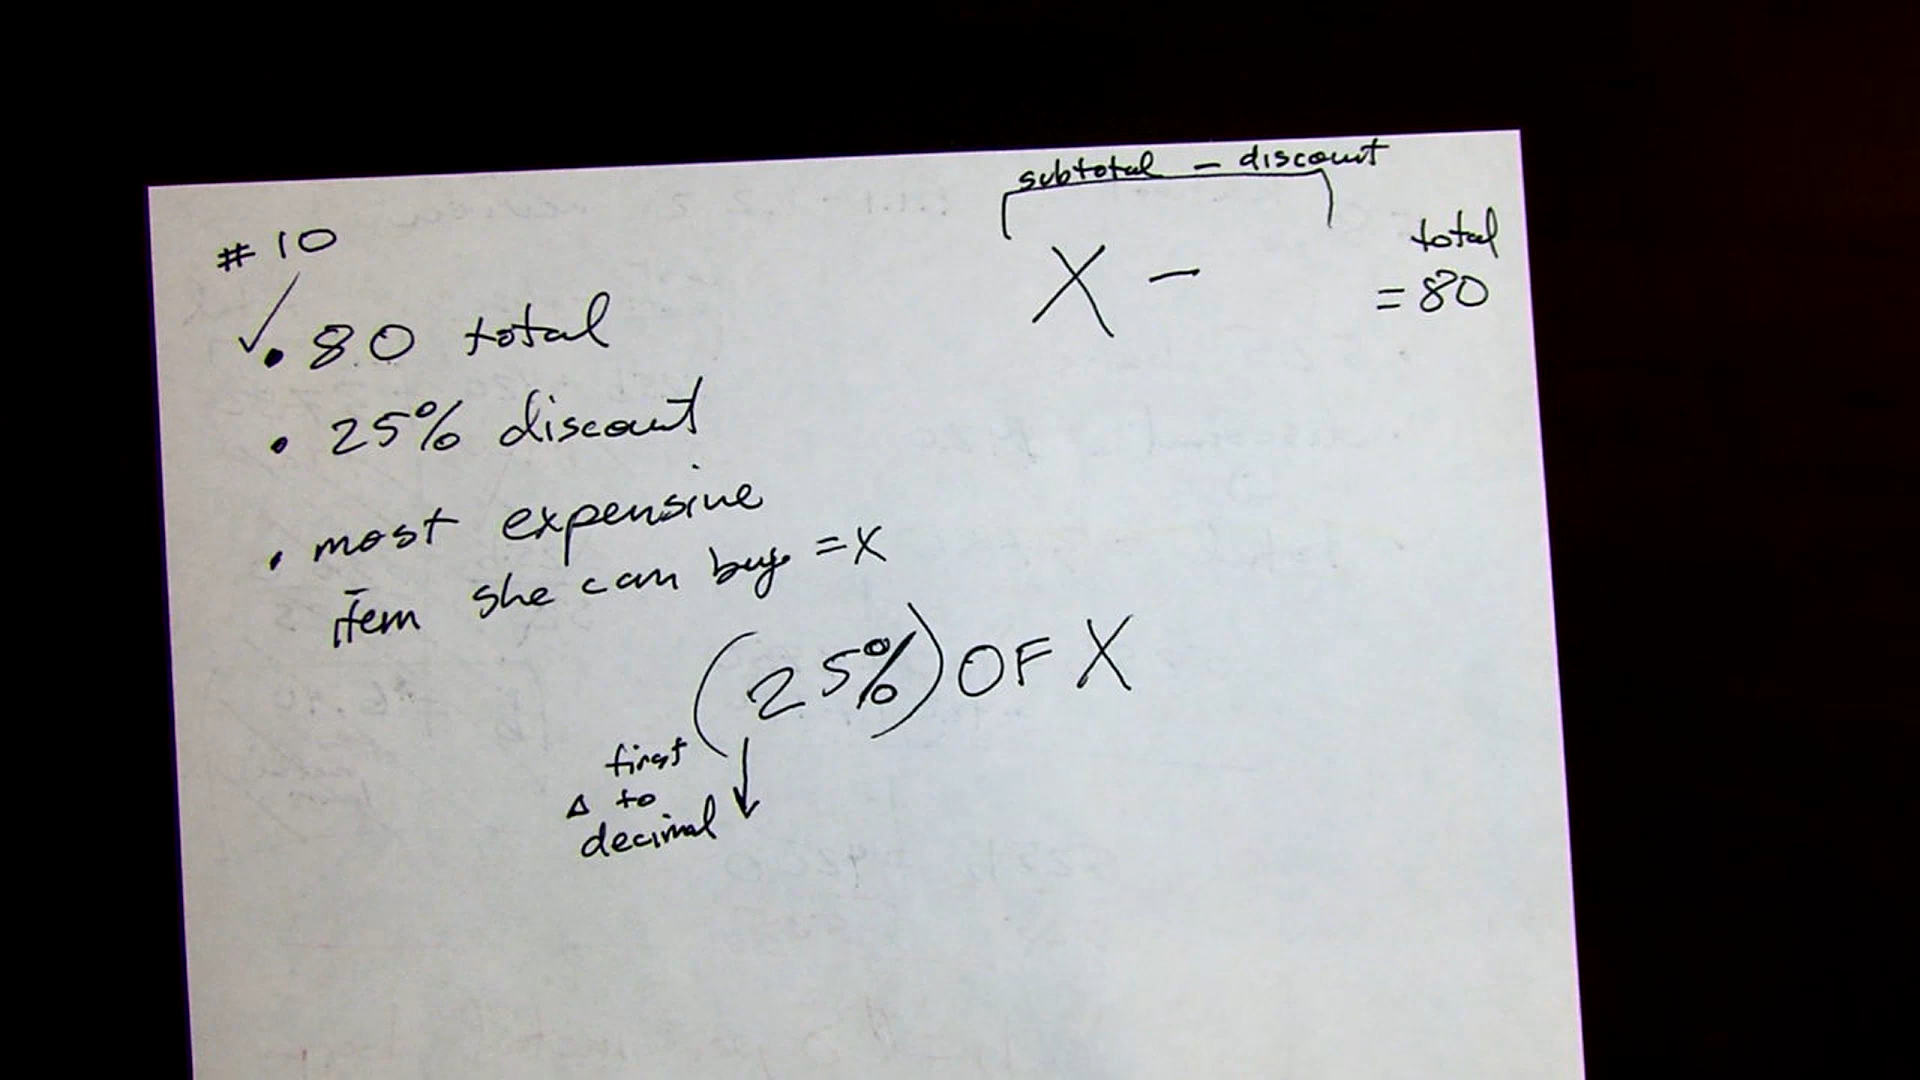 subtotal - discount
# 10
X -
total
= 80
✓ • 80 total
• 25% discount
• most expensive
item she can buy = X
(25%) OF X
first
Δ to
decimal